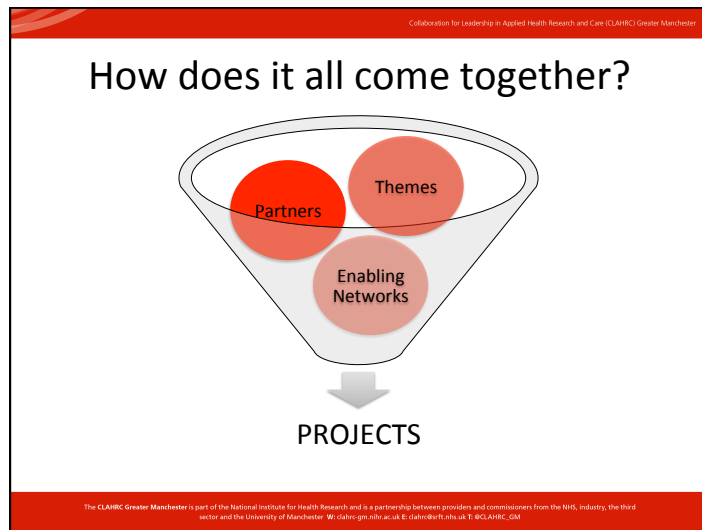 Collaboration for Leadership in Applied Health Research and Care (CLAHRC) Greater Manchester
How does it all come together?
Themes
Partners
Enabling
Networks
PROJECTS
The CLAHRC Greater Manchester is part of the National Institute for Health Research and is a partnership between providers and commissioners from the NHS, industry, the third
sector and the University of Manchester W: clahrc-gm.nihr.ac.uk E: clahrc@srft.nhs.uk T: @CLAHRC_GM